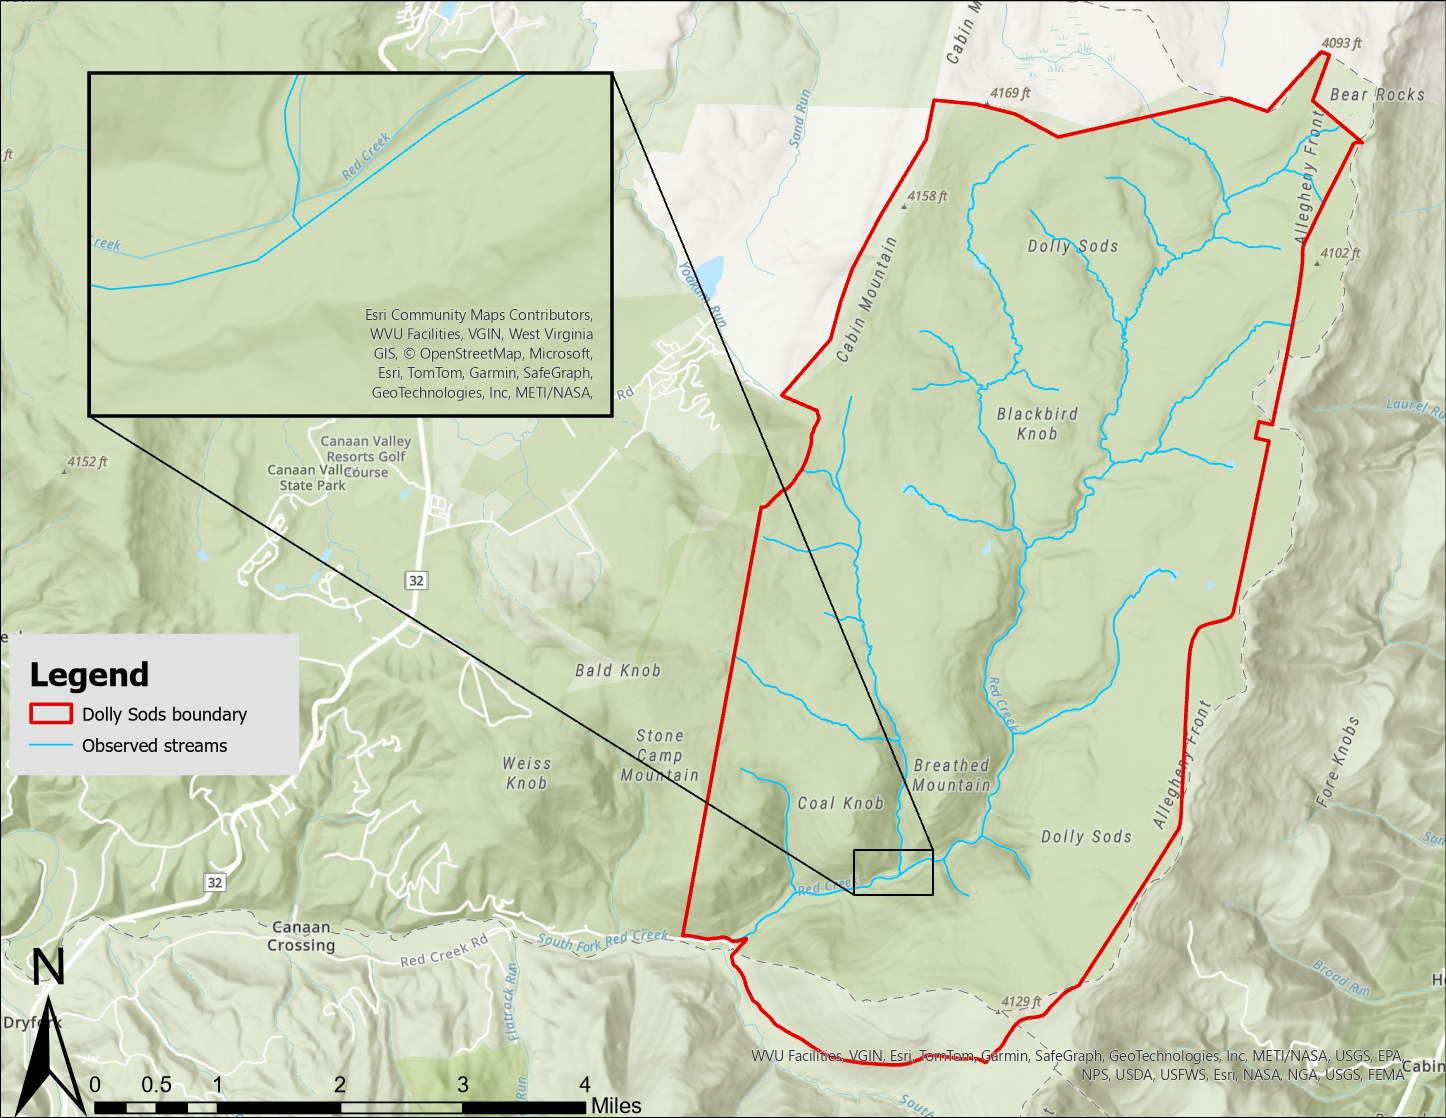 4093 ft
Bear Rocks
Cabin M
4169 ft
Sand Run
Allegheny Front
4158 ft
Dolly Sods
4102 ft
Red Creek
reek
Esri Community Maps Contributors,
WVU Facilities, VGIN, West Virginia
GIS, © OpenStreetMap, Microsoft,
Esri, TomTom, Garmin, SafeGraph,
GeoTechnologies, Inc, METI/NASA,
ft
Yoakum Run
Cabin Mountain
Rd
Laurel Ru
Blackbird
Knob
Canaan Valley
Resorts Golf
Course
Canaan Valle
State Park
4152 ft
32
Bald Knob
Red Creek
Stone
Camp
Mountain
Weiss
Knob
Breathed
Mountain
Coal Knob
Allegheny Front
Fore Knobs
Dolly Sods
San
Legend
Dolly Sods boundary
Observed streams
32
Red Creek
Canaan
Crossing
South Fork Red Creek
Red Creek Rd
Flatrock Run
Run
Broad Run
4129 ft
N
Dryfork
WVU Facilities, VGIN, Esri, TomTom, Garmin, SafeGraph, GeoTechnologies, Inc, METI/NASA, USGS, EPA,
NPS, USDA, USFWS, Esri, NASA, NGA, USGS, FEMA
Cabin
South
0 0.5 1 2 3 4
Miles